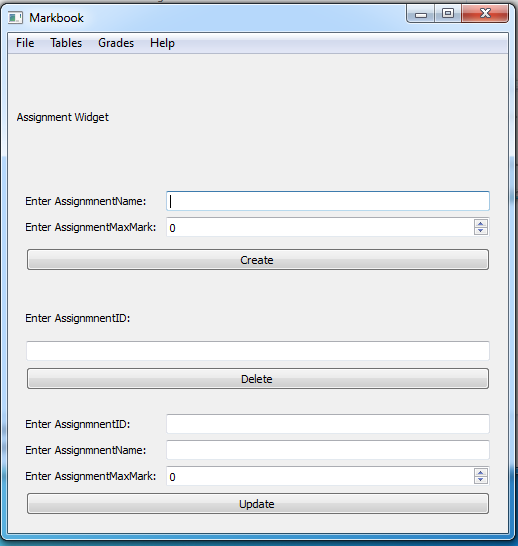 Markbook
File Tables Grades Help
Assignment Widget
Enter AssignmnentName:
Enter AssignmentMaxMark: 0
Create
Enter AssignmnentID:
Delete
Enter AssignmnentID:
Enter AssignmnentName:
Enter AssignmentMaxMark: 0
Update